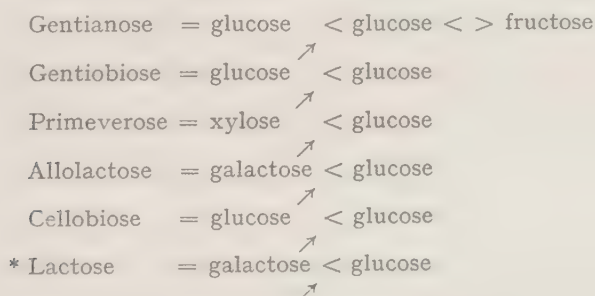 Gentianose = glucose < glucose < > fructose
↗
Gentiobiose = glucose < glucose
↗
Primeverose = xylose < glucose
↗
Allolactose = galactose < glucose
↗
Cellobiose = glucose < glucose
↗
* Lactose = galactose < glucose
↗